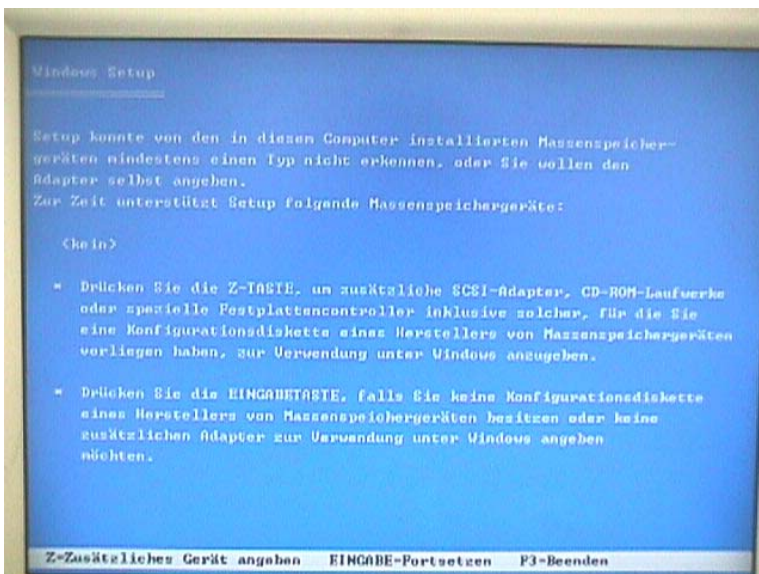 Windows Setup
Setup konnte von den in diesem Computer installierten Massenspeicher-
geräten mindestens einen Typ nicht erkennen, oder Sie wollen den
Adapter selbst angeben.
Zur Zeit unterstützt Setup folgende Massenspeichergeräte:
<kein>
* Drücken Sie die Z-TASTE, um zusätzliche SCSI-Adapter, CD-ROM-Laufwerke
oder spezielle Festplattencontroller inklusive solcher, für die Sie
eine Konfigurationsdiskette eines Herstellers von Massenspeichergeräten
vorliegen haben, zur Verwendung unter Windows anzugeben.
* Drücken Sie die EINGABETASTE, falls Sie keine Konfigurationsdiskette
eines Herstellers von Massenspeichergeräten besitzen oder keine
zusätzlichen Adapter zur Verwendung unter Windows angeben
möchten.
Z=Zusätzliches Gerät angeben EINGABE=Fortsetzen F3=Beenden